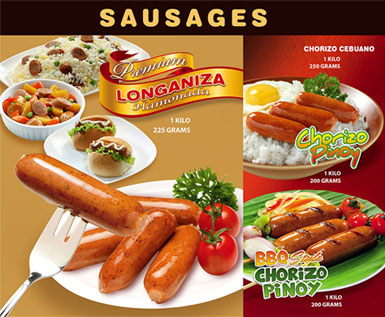 SAUSAGES
Premium
LONGANIZA
Hamonada
1 KILO
225 GRAMS
CHORIZO CEBUANO
1 KILO
250 GRAMS
Chorizo
Pinoy
1 KILO
200 GRAMS
BBQ Style
CHORIZO
PINOY
1 KILO
200 GRAMS